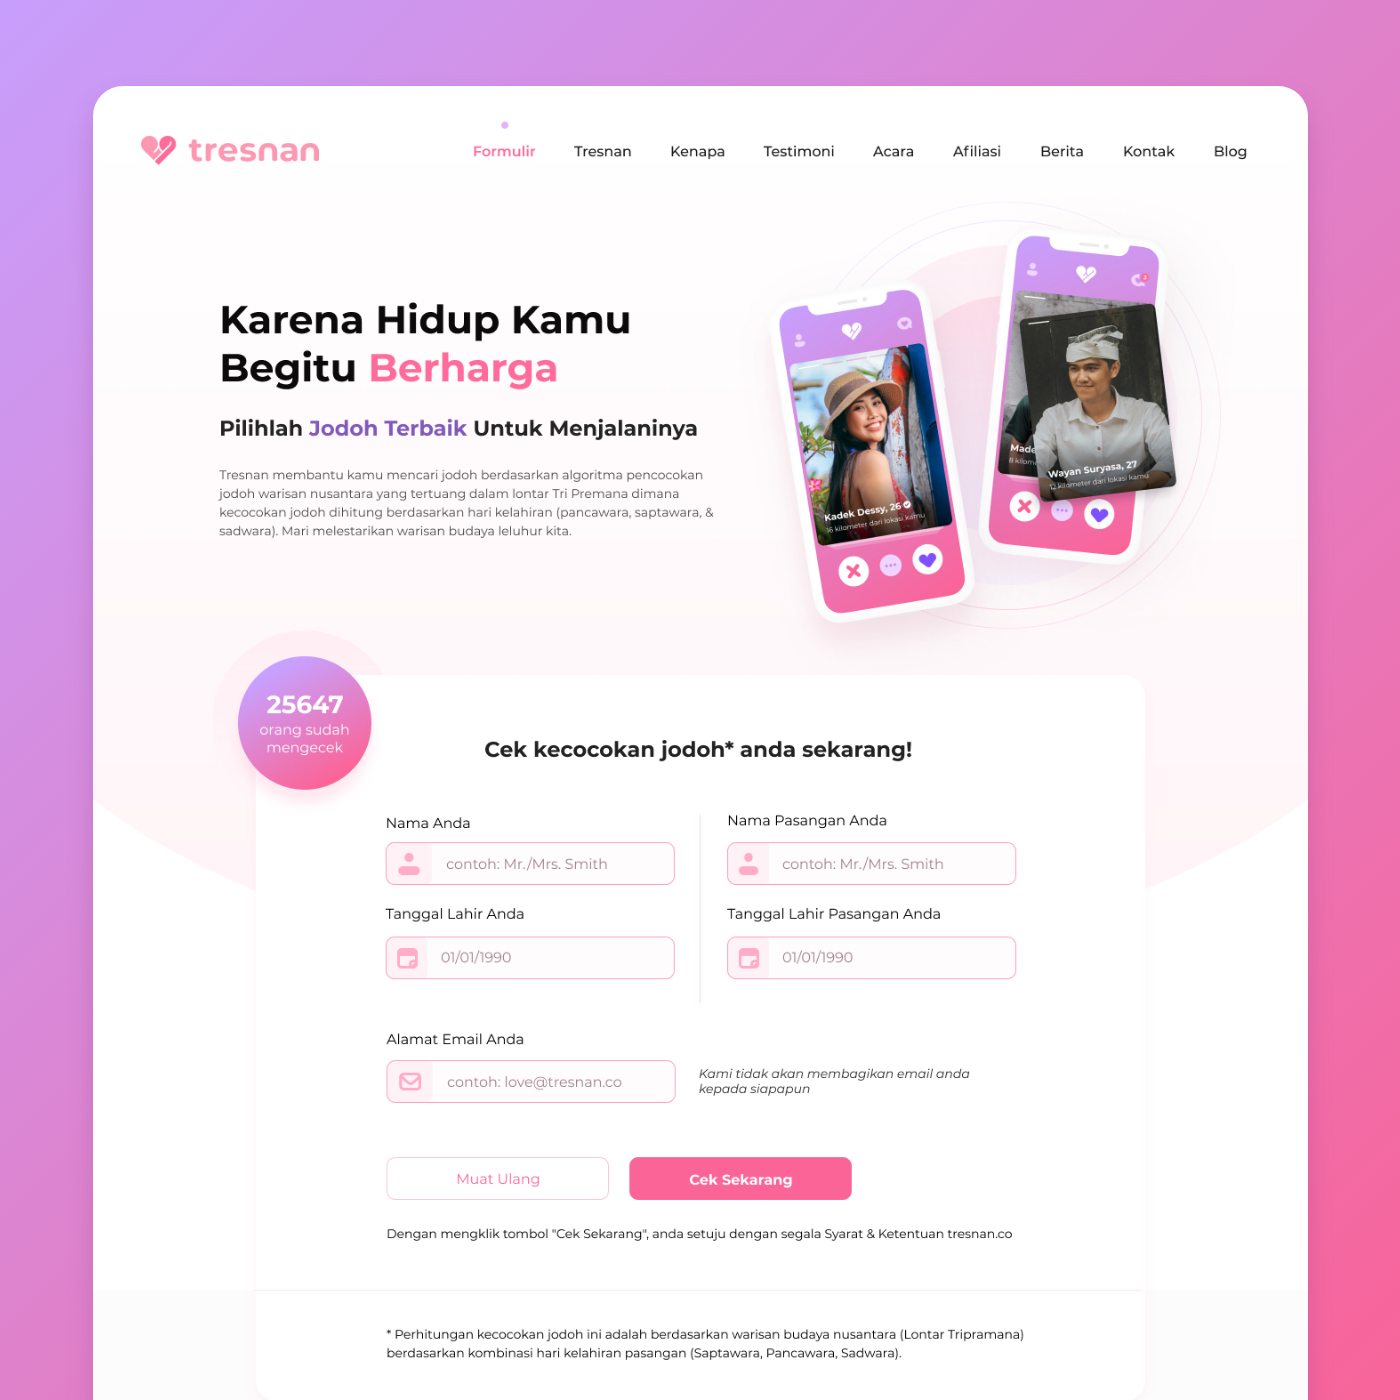 tresnan
Formulir
Tresnan
Kenapa
Testimoni
Acara
Afiliasi
Berita
Kontak
Blog
Karena Hidup Kamu
Begitu Berharga
Pilihlah Jodoh Terbaik Untuk Menjalaninya
Tresnan membantu kamu mencari jodoh berdasarkan algoritma pencocokan
jodoh warisan nusantara yang tertuang dalam lontar Tri Premana dimana
kecocokan jodoh dihitung berdasarkan hari kelahiran (pancawara, saptawara, &
sadwara). Mari melestarikan warisan budaya leluhur kita.
Kadek Dessy, 26
16 kilometer dari lokasi kamu
3
Made
8 kilom
Wayan Suryasa, 27
12 kilometer dari lokasi kamu
25647
orang sudah
mengecek
Cek kecocokan jodoh* anda sekarang!
Nama Anda
contoh: Mr./Mrs. Smith
Tanggal Lahir Anda
01/01/1990
Nama Pasangan Anda
contoh: Mr./Mrs. Smith
Tanggal Lahir Pasangan Anda
01/01/1990
Alamat Email Anda
contoh: love@tresnan.co
Kami tidak akan membagikan email anda
kepada siapapun
Muat Ulang
Cek Sekarang
Dengan mengklik tombol "Cek Sekarang", anda setuju dengan segala Syarat & Ketentuan tresnan.co
* Perhitungan kecocokan jodoh ini adalah berdasarkan warisan budaya nusantara (Lontar Tripramana)
berdasarkan kombinasi hari kelahiran pasangan (Saptawara, Pancawara, Sadwara).